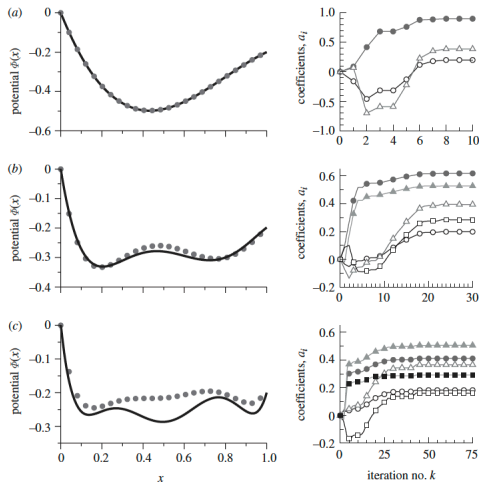 (a)
potential Φ(x)
0
−0.2
−0.4
−0.6
coefficients, a_i
1.0
0.5
0
−0.5
−1.0
0 2 4 6 8 10
(b)
potential Φ(x)
0
−0.1
−0.2
−0.3
−0.4
coefficients, a_i
0.6
0.4
0.2
0
−0.2
0 10 20 30
(c)
potential Φ(x)
0
−0.1
−0.2
−0.3
0 0.2 0.4 0.6 0.8 1.0
x
coefficients, a_i
0.6
0.4
0.2
0
−0.2
0 25 50 75
iteration no. k